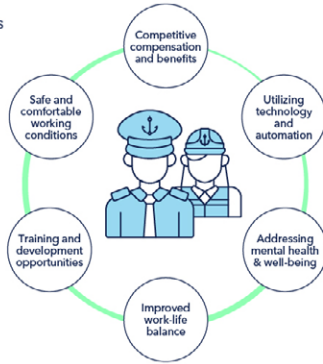 s
Competitive
compensation
and benefits
Utilizing
technology
and
automation
Addressing
mental health
& well-being
Improved
work-life
balance
Training and
development
opportunities
Safe and
comfortable
working
conditions